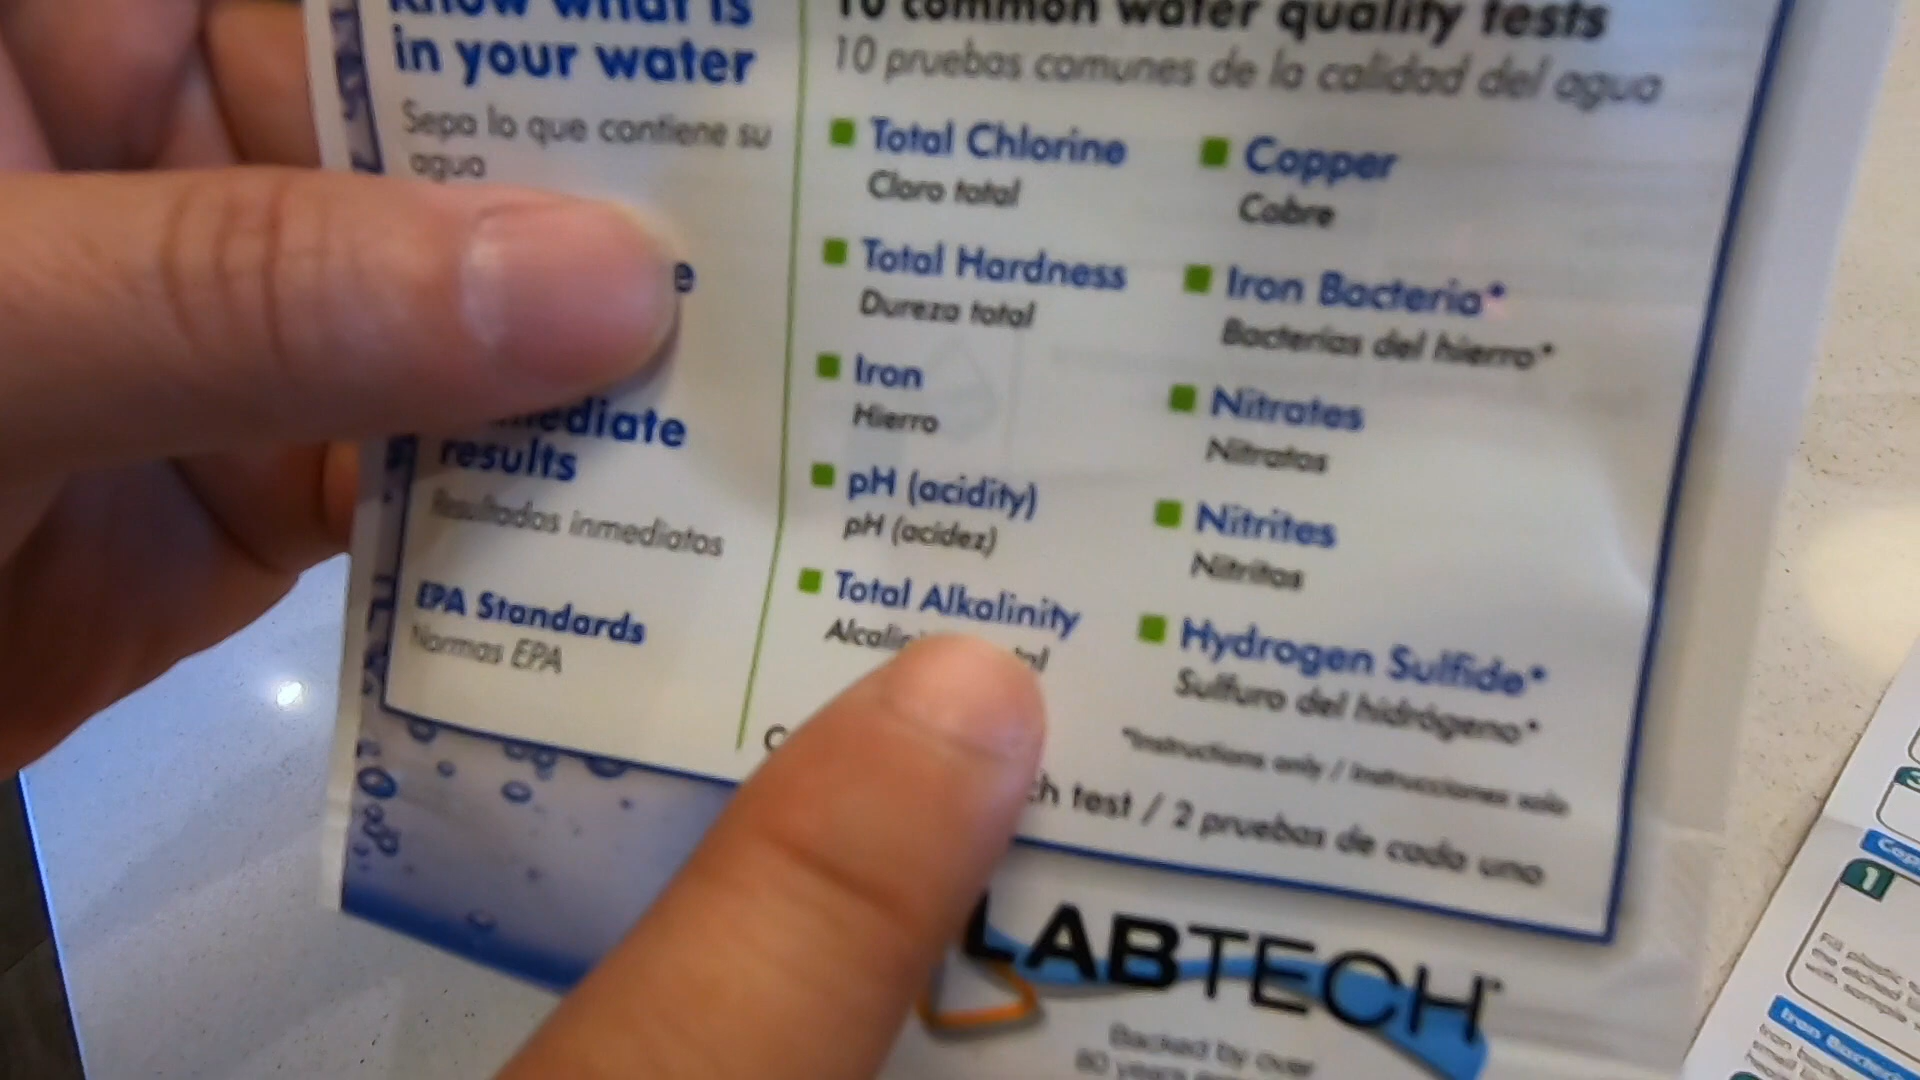 Know what is
in your water
Sepa lo que contiene su
agua
results
Resultados inmediatos
EPA Standards
Normas EPA
10 common water quality tests
10 pruebas comunes de la calidad del agua
Total Chlorine
Cloro total
Total Hardness
Dureza total
Iron
Hierro
pH (acidity)
pH (acidez)
Total Alkalinity
Copper
Cobre
Iron Bacteria*
Bacterias del hierro*
Nitrates
Nitratos
Nitrites
Nitritos
Hydrogen Sulfide*
Sulfuro del hidrógeno*
*Instructions only / Instrucciones solo
test / 2 pruebas de cada uno
LABTECH
Backed by over
80 years
1
Iron Bacteria